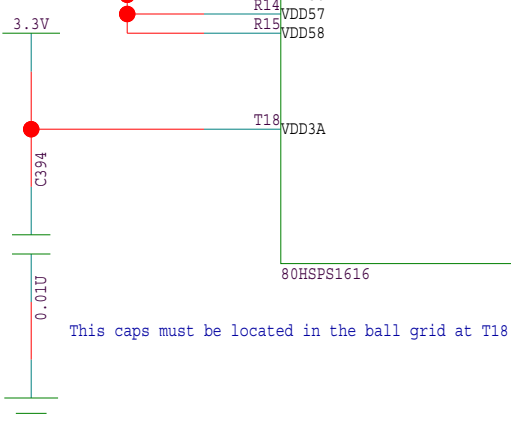 R14
VDD57
3.3V
R15
VDD58
T18
VDD3A
C394
80HSPS1616
0.01U
This caps must be located in the ball grid at T18